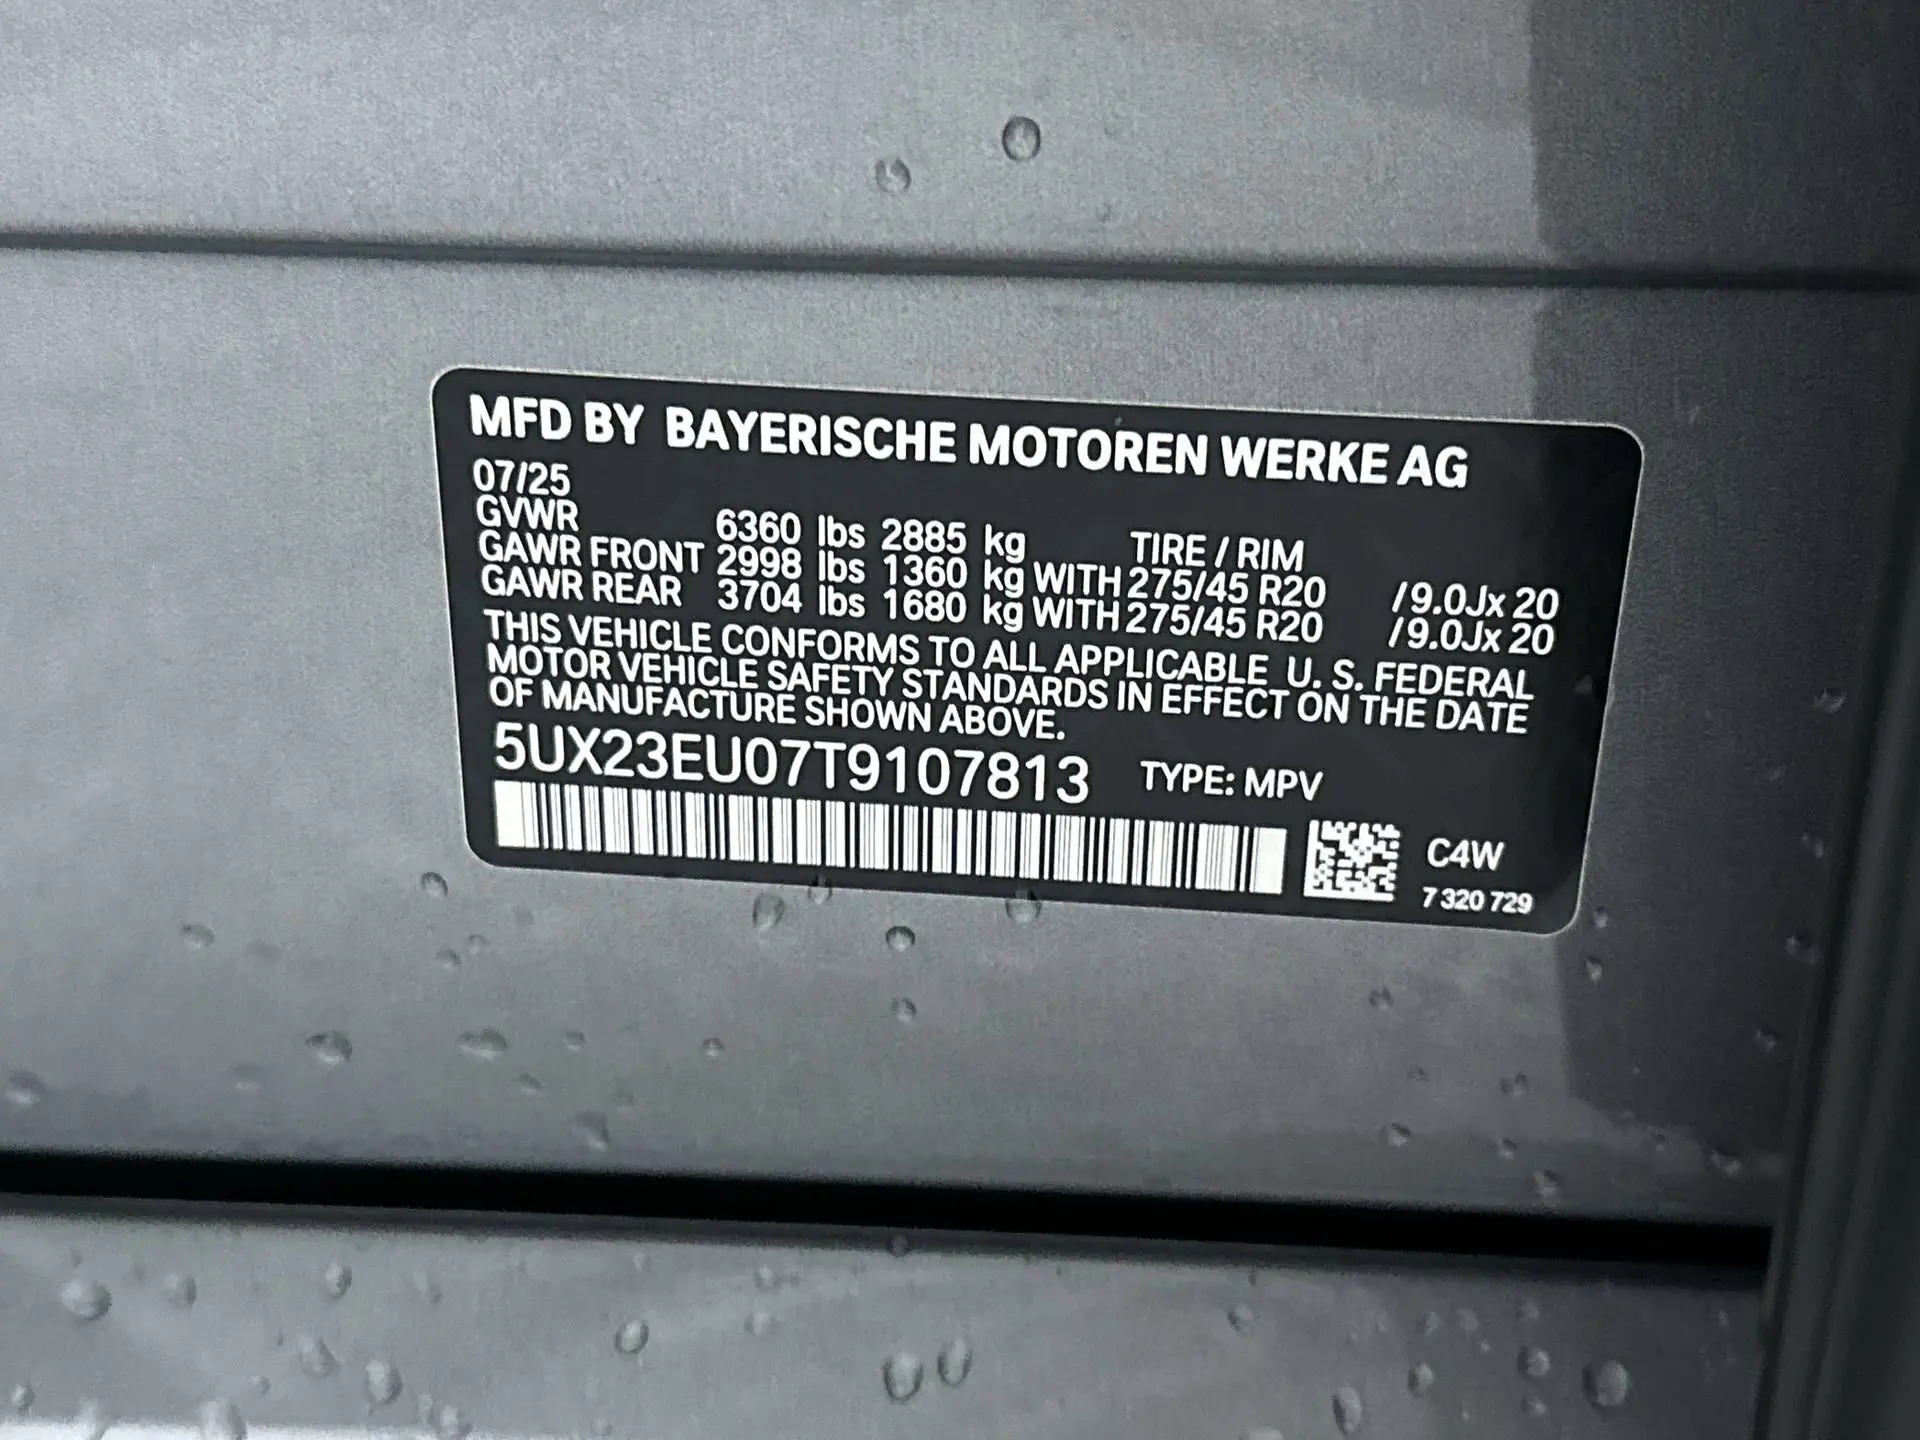 MFD BY BAYERISCHE MOTOREN WERKE AG
07/25
GVWR 6360 lbs 2885 kg TIRE / RIM
GAWR FRONT 2998 lbs 1360 kg WITH 275/45 R20 /9.0Jx 20
GAWR REAR 3704 lbs 1680 kg WITH 275/45 R20 /9.0Jx 20
THIS VEHICLE CONFORMS TO ALL APPLICABLE U. S. FEDERAL
MOTOR VEHICLE SAFETY STANDARDS IN EFFECT ON THE DATE
OF MANUFACTURE SHOWN ABOVE.
5UX23EU07T9107813 TYPE: MPV
C4W
7 320 729